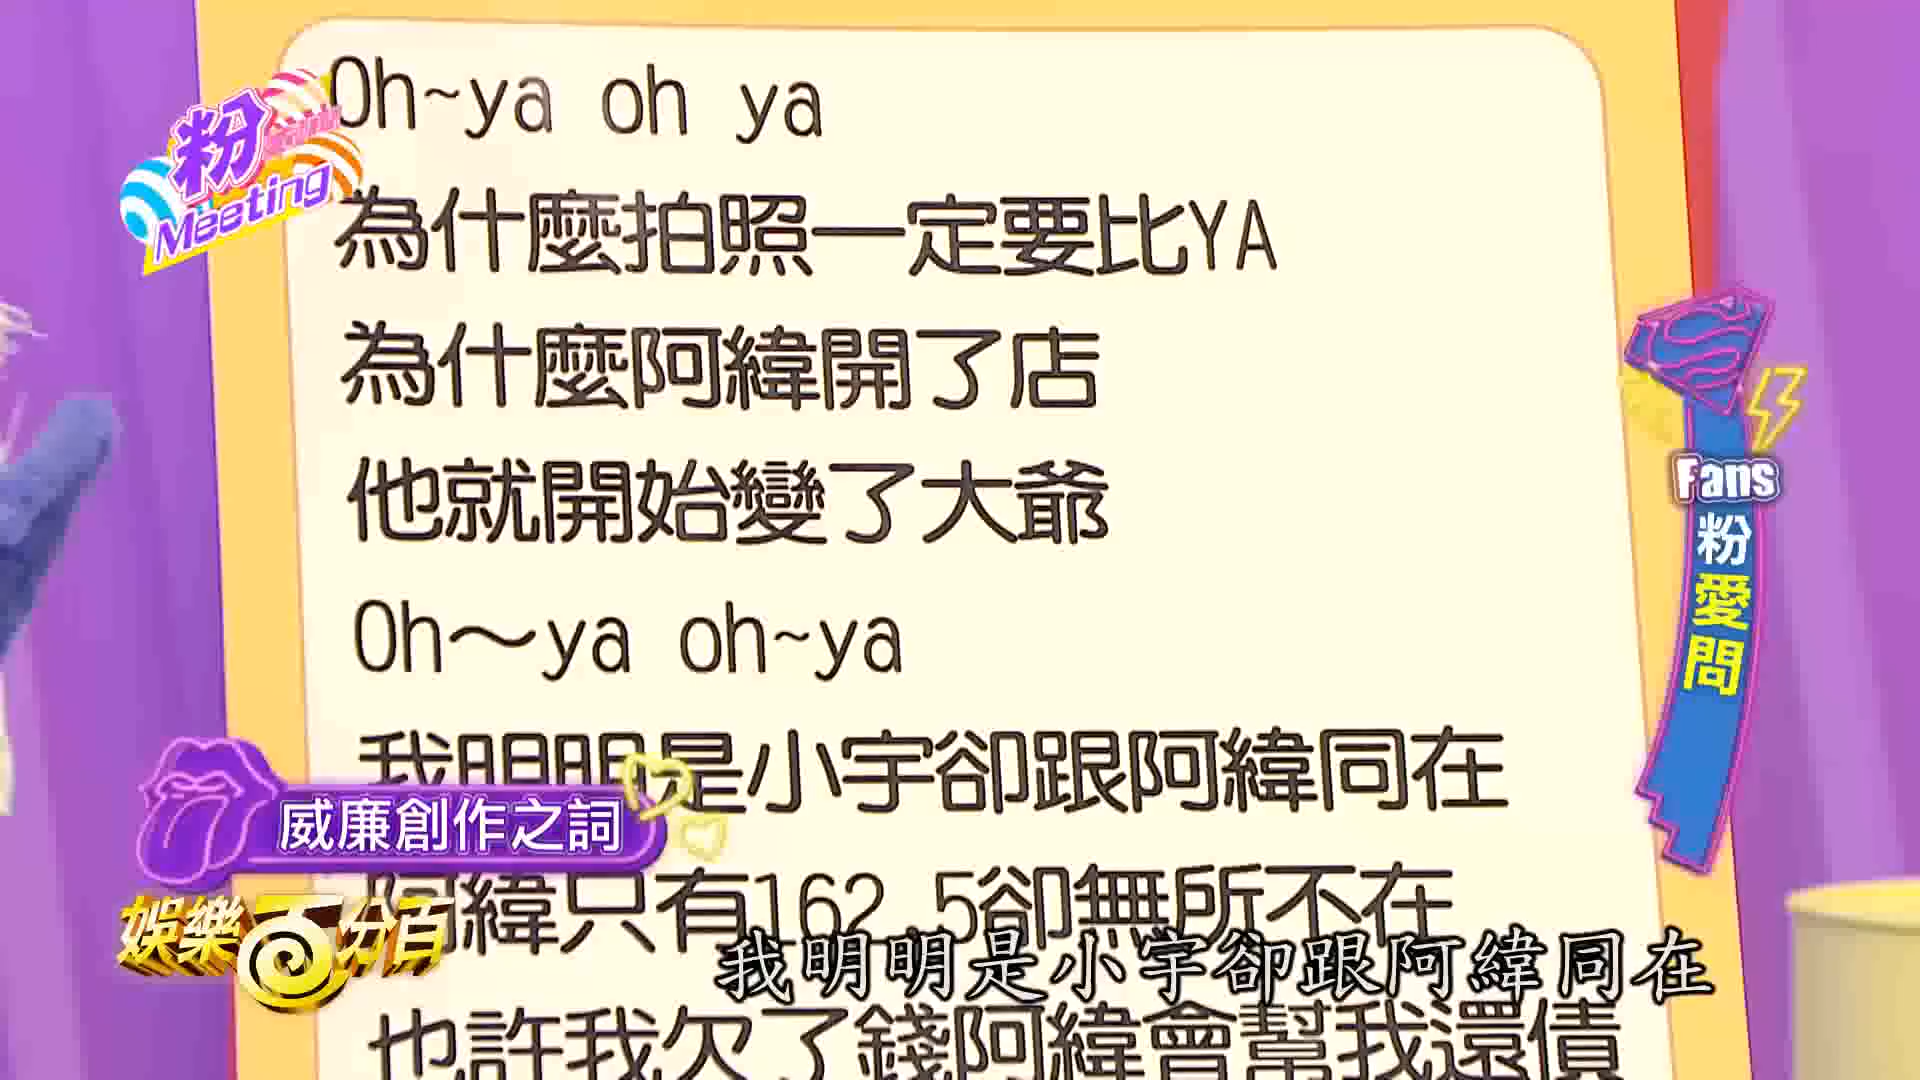 Oh~ya oh ya
為什麼拍照一定要比YA
為什麼阿緯開了店
他就開始變了大爺
Oh～ya oh~ya
我明明是小宇卻跟阿緯同在
阿緯只有162.5卻無所不在
也許我欠了錢阿緯會幫我還債
粉
Meeting
Fans
粉愛問
威廉創作之詞
娛樂百分百
我明明是小宇卻跟阿緯同在